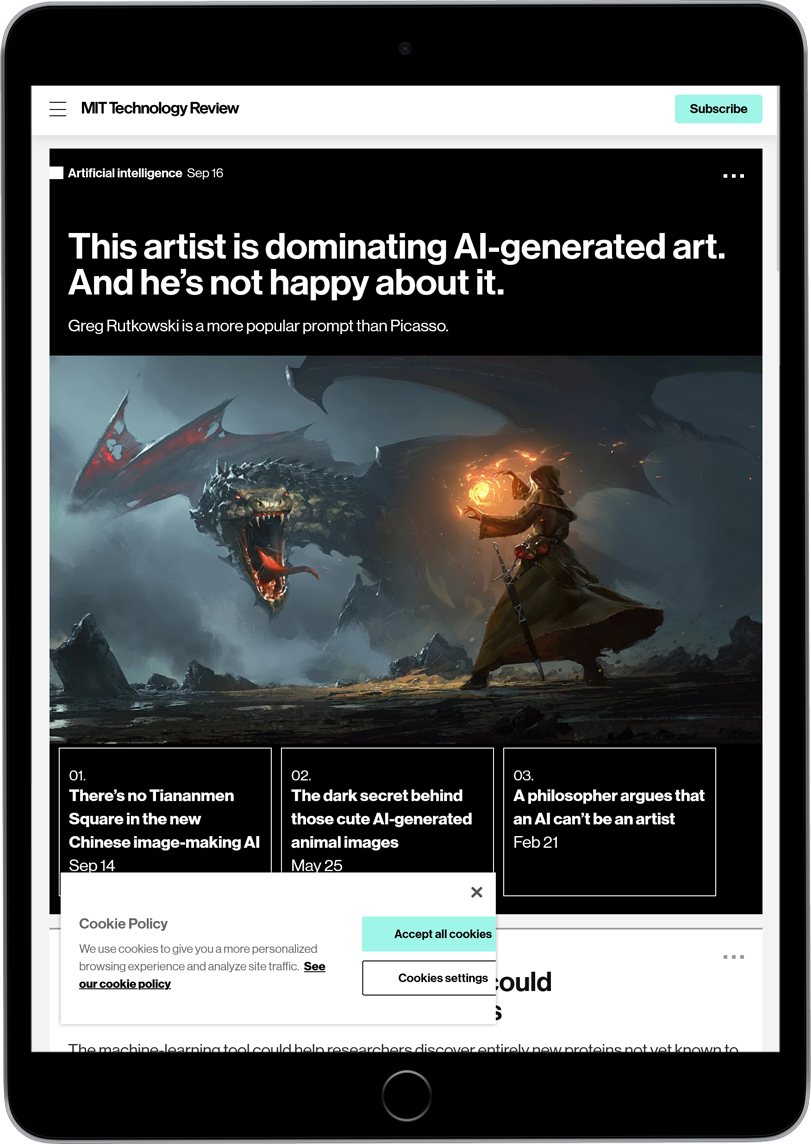 MIT Technology Review
Subscribe
Artificial intelligence Sep 16
This artist is dominating AI-generated art.
And he's not happy about it.
Greg Rutkowski is a more popular prompt than Picasso.
01.
There's no Tiananmen
Square in the new
Chinese image-making AI
Sep 14
02.
The dark secret behind
those cute AI-generated
animal images
May 25
03.
A philosopher argues that
an AI can't be an artist
Feb 21
Cookie Policy
We use cookies to give you a more personalized
browsing experience and analyze site traffic. See
our cookie policy
Accept all cookies
Cookies settings
could
The machine-learning tool could help researchers discover entirely new proteins not yet known to